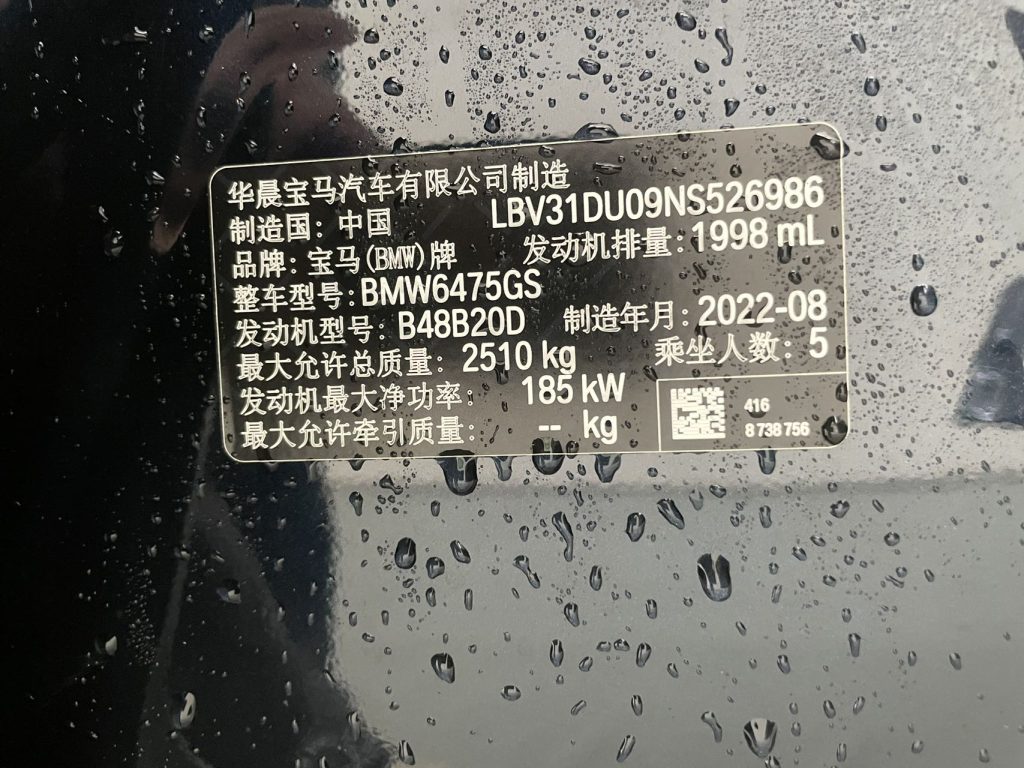 华晨宝马汽车有限公司制造
制造国: 中国 LBV31DU09NS526986
品牌: 宝马(BMW)牌 发动机排量: 1998 mL
整车型号: BMW6475GS
发动机型号: B48B20D 制造年月: 2022-08
最大允许总质量: 2510 kg 乘坐人数: 5
发动机最大净功率: 185 kW
最大允许牵引质量: -- kg
416
8 738 756